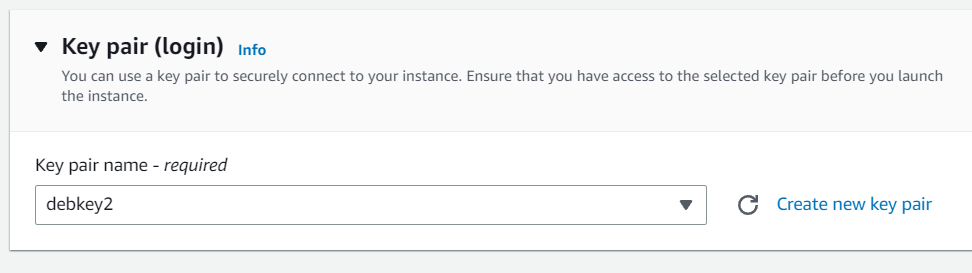 Key pair (login) Info
You can use a key pair to securely connect to your instance. Ensure that you have access to the selected key pair before you launch
the instance.
Key pair name - required
debkey2
Create new key pair